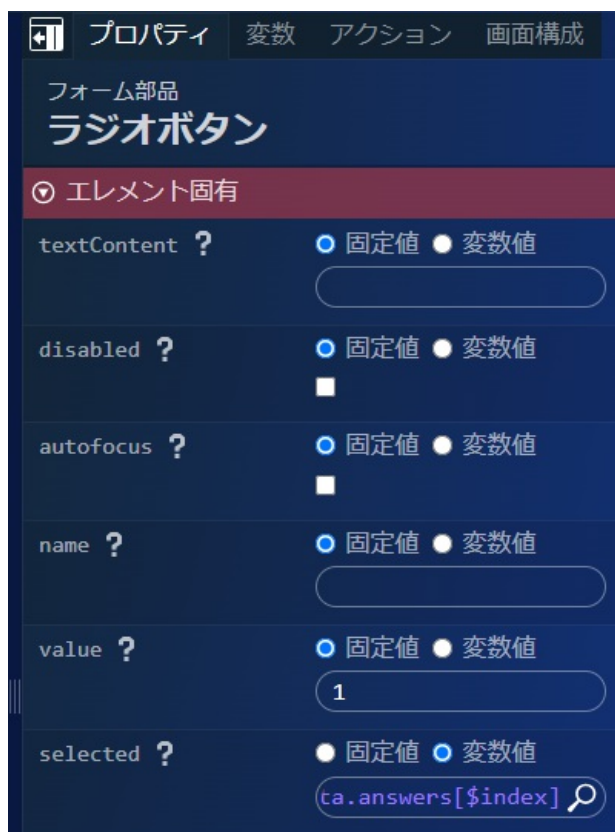 プロパティ 変数 アクション 画面構成
フォーム部品
ラジオボタン
エレメント固有
textContent ? 固定値 変数値
disabled ? 固定値 変数値
autofocus ? 固定値 変数値
name ? 固定値 変数値
value ? 固定値 変数値
1
selected ? 固定値 変数値
ta.answers[$index]